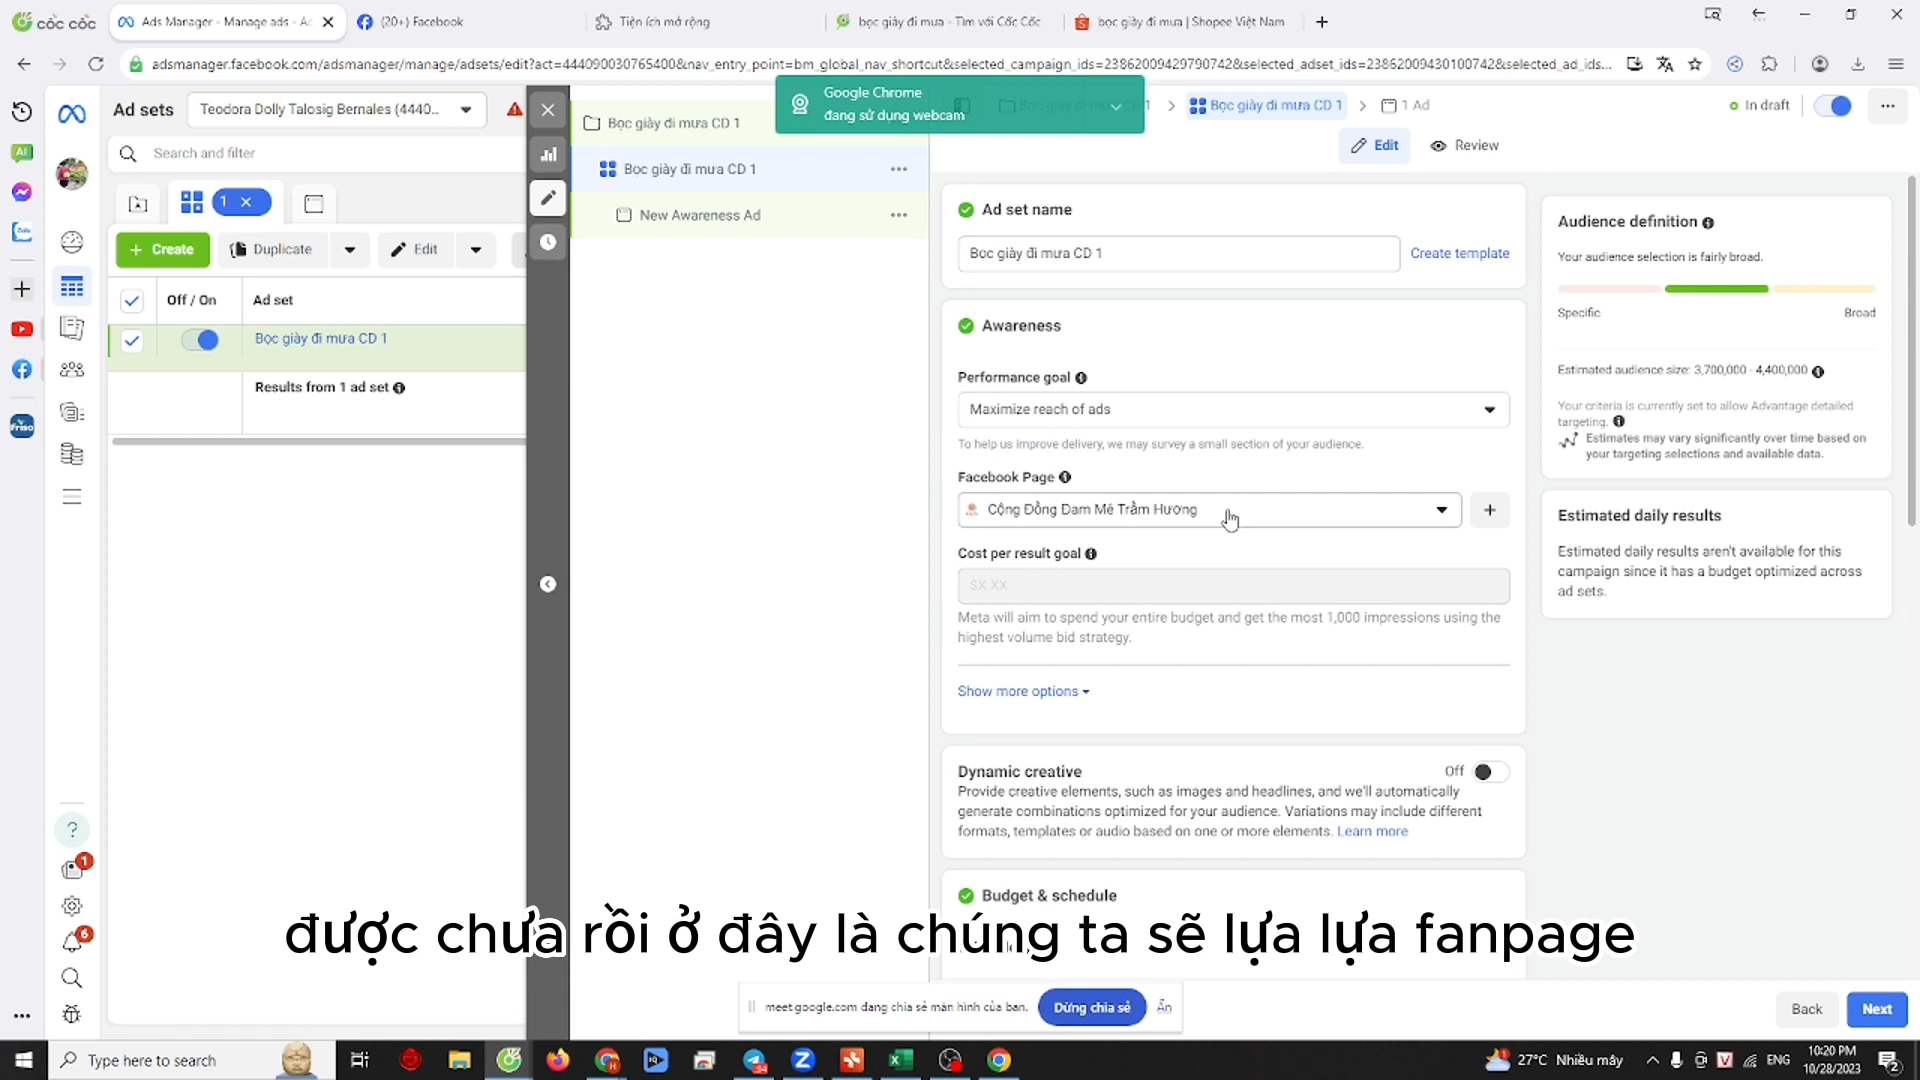 cốc cốc
Ads Manager - Manage ads - Ac
(20+) Facebook
Tiện ích mở rộng
bọc giày đi mưa - Tìm với Cốc Cốc
bọc giày đi mưa | Shopee Việt Nam
adsmanager.facebook.com/adsmanager/manage/adsets/edit?act=444090030765400&nav_entry_point=bm_global_nav_shortcut&selected_campaign_ids=23862009429790742&selected_adset_ids=23862009430100742&selected_ad_ids...
Google Chrome
đang sử dụng webcam
Ad sets
Teodora Dolly Talosig Bernales (4440...
Search and filter
1
Create
Duplicate
Edit
Off / On
Ad set
Bọc giày đi mưa CD 1
Results from 1 ad set
Bọc giày đi mưa CD 1
Bọc giày đi mưa CD 1
New Awareness Ad
Bọc giày đi mưa CD 1
1 Ad
In draft
Edit
Review
Ad set name
Bọc giày đi mưa CD 1
Create template
Awareness
Performance goal
Maximize reach of ads
To help us improve delivery, we may survey a small section of your audience.
Facebook Page
Cộng Đồng Đam Mê Trầm Hương
Cost per result goal
$X.XX
Meta will aim to spend your entire budget and get the most 1,000 impressions using the
highest volume bid strategy.
Show more options
Dynamic creative
Off
Provide creative elements, such as images and headlines, and we'll automatically
generate combinations optimized for your audience. Variations may include different
formats, templates or audio based on one or more elements. Learn more
Budget & schedule
Audience definition
Your audience selection is fairly broad.
Specific
Broad
Estimated audience size: 3,700,000 - 4,400,000
Your criteria is currently set to allow Advantage detailed
targeting.
Estimates may vary significantly over time based on
your targeting selections and available data.
Estimated daily results
Estimated daily results aren't available for this
campaign since it has a budget optimized across
ad sets.
được chưa rồi ở đây là chúng ta sẽ lựa lựa fanpage
meet.google.com đang chia sẻ màn hình của bạn.
Dừng chia sẻ
Ẩn
Back
Next
AI
Zalo
Friso
1
6
Type here to search
27°C Nhiều mây
ENG
10:20 PM
10/28/2023
2